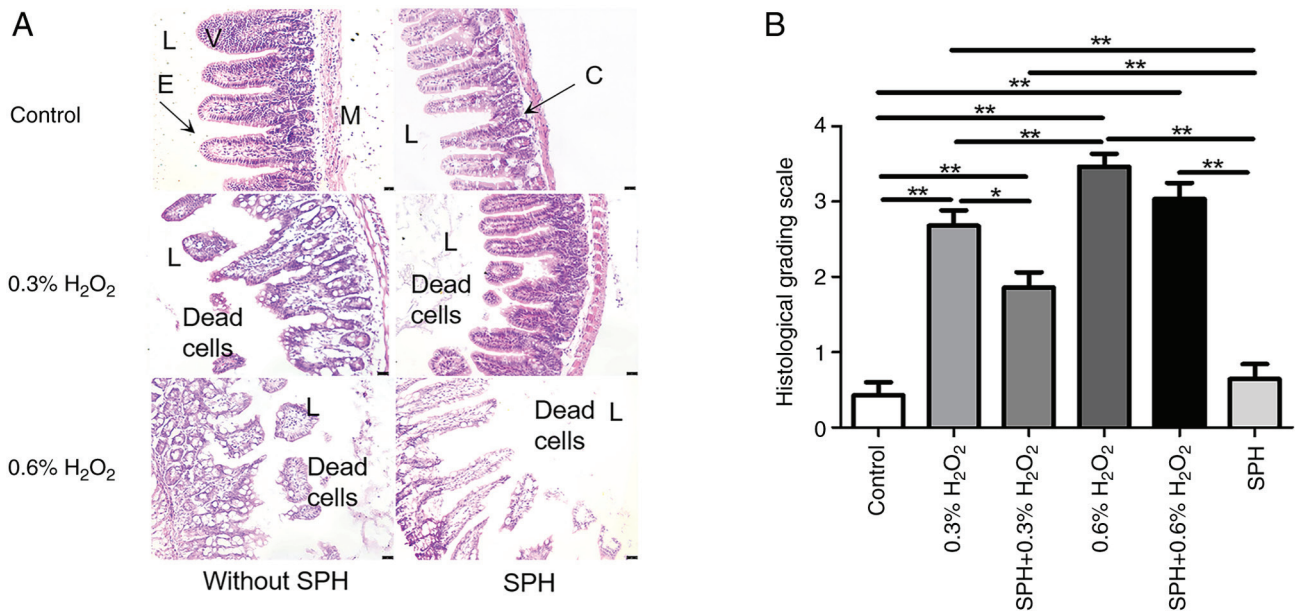 A
Control
L
V
E
M
C
L
0.3% H₂O₂
L
Dead
cells
L
Dead
cells
0.6% H₂O₂
L
Dead
cells
Dead L
cells
Without SPH
SPH
B
**
**
**
**
** **
** **
** *
Histological grading scale
4
3
2
1
0
Control
0.3% H₂O₂
SPH+0.3% H₂O₂
0.6% H₂O₂
SPH+0.6% H₂O₂
SPH